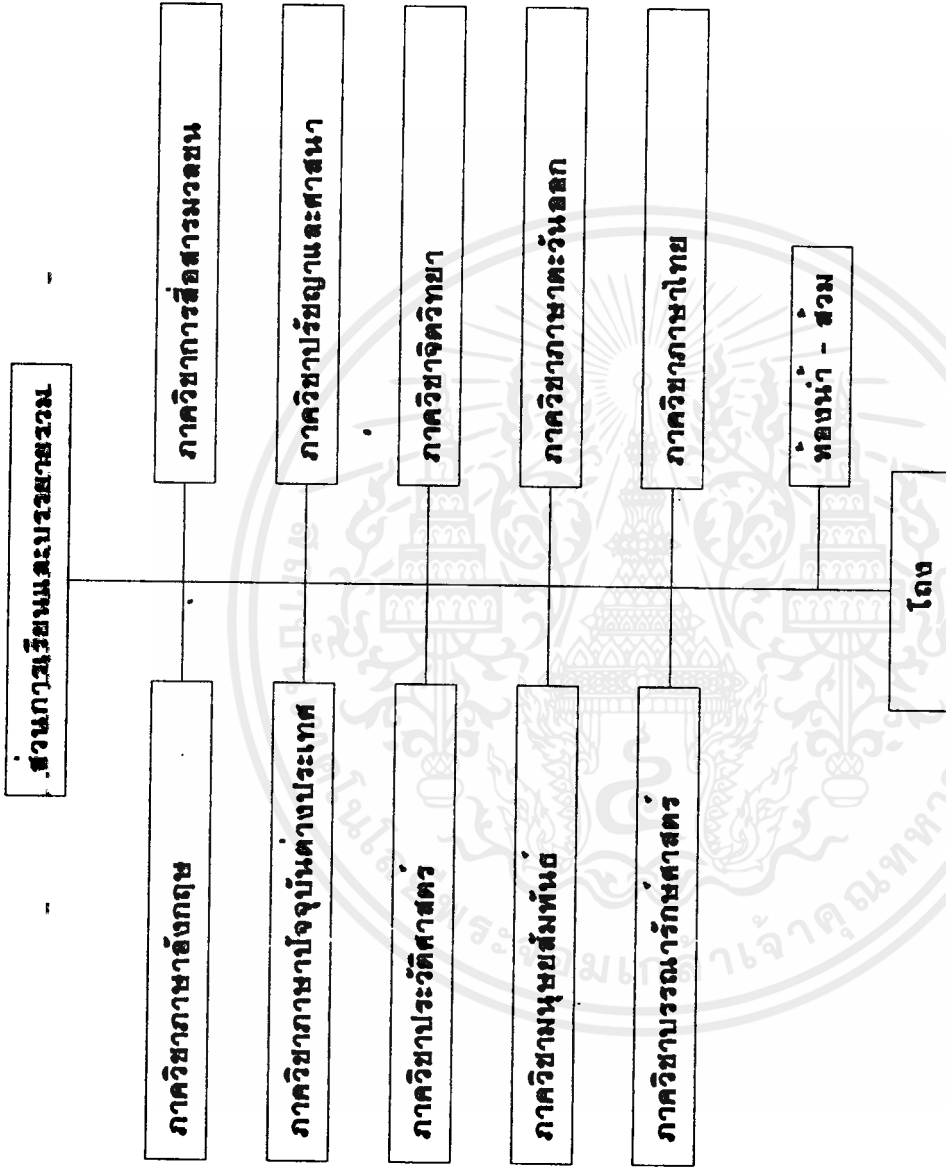 ส่วนการเรียนและบรรยายรวม
ภาควิชาภาษาอังกฤษ
ภาควิชาการสื่อสารมวลชน
ภาควิชาภาษาปัจจุบันต่างประเทศ
ภาควิชาปรัชญาและศาสนา
ภาควิชาประวัติศาสตร์
ภาควิชาจิตวิทยา
ภาควิชามนุษยสัมพันธ์
ภาควิชาภาษาตะวันออก
ภาควิชาบรรณารักษ์ศาสตร์
ภาควิชาภาษาไทย
ห้องน้ำ - ส้วม
โถง